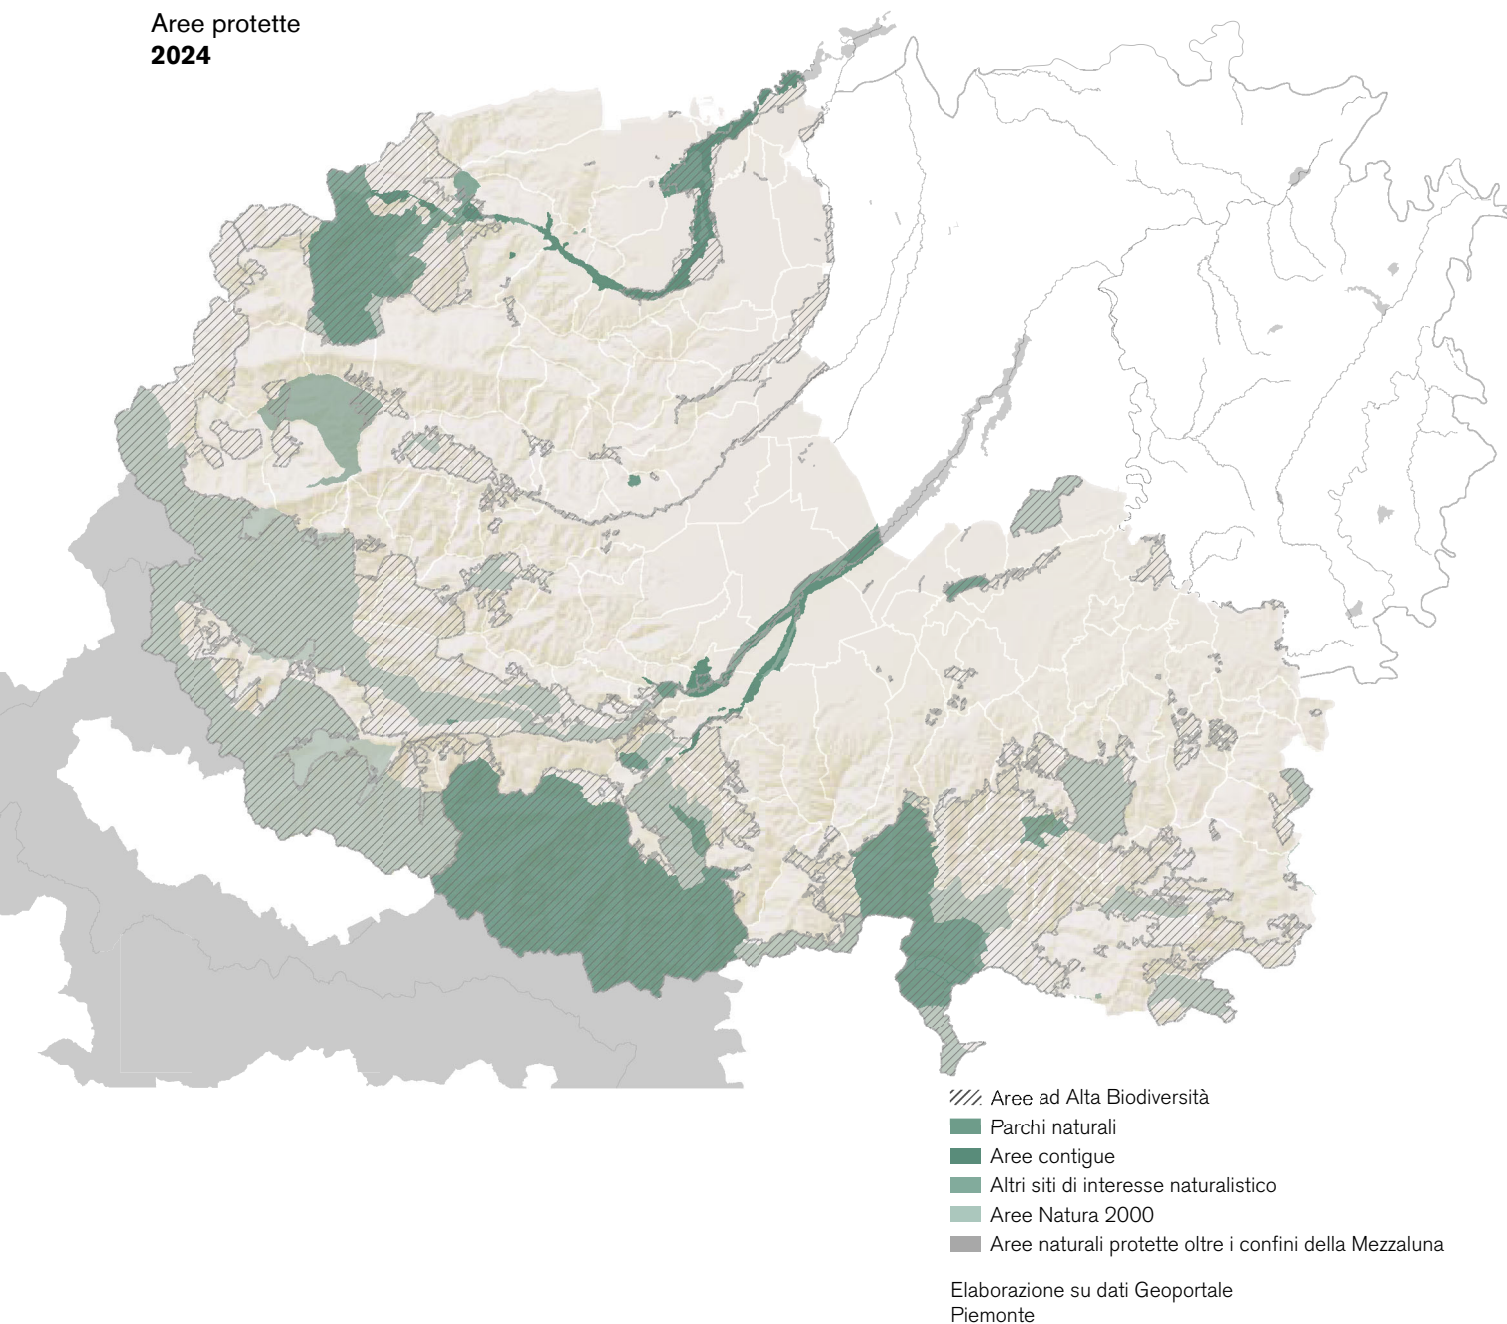 Aree protette
2024
Aree ad Alta Biodiversità
Parchi naturali
Aree contigue
Altri siti di interesse naturalistico
Aree Natura 2000
Aree naturali protette oltre i confini della Mezzaluna
Elaborazione su dati Geoportale
Piemonte